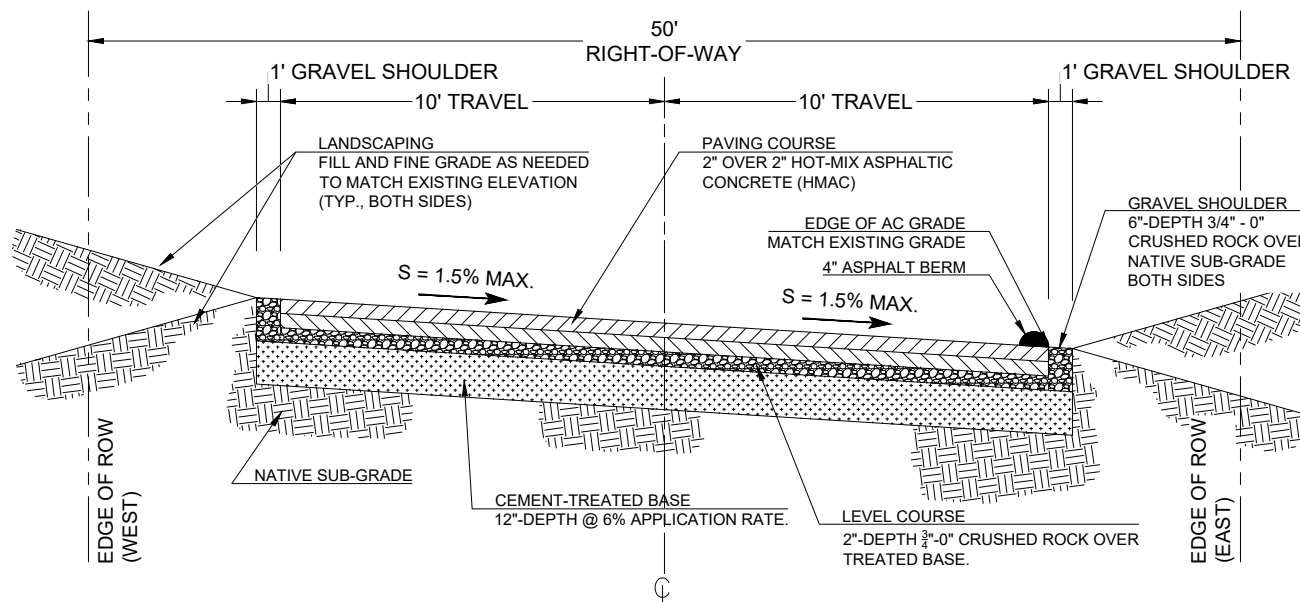 50'
RIGHT-OF-WAY
1' GRAVEL SHOULDER
1' GRAVEL SHOULDER
10' TRAVEL
10' TRAVEL
LANDSCAPING
FILL AND FINE GRADE AS NEEDED
TO MATCH EXISTING ELEVATION
(TYP., BOTH SIDES)
PAVING COURSE
2" OVER 2" HOT-MIX ASPHALTIC
CONCRETE (HMAC)
EDGE OF AC GRADE
MATCH EXISTING GRADE
4" ASPHALT BERM
GRAVEL SHOULDER
6"-DEPTH 3/4" - 0"
CRUSHED ROCK OVER
NATIVE SUB-GRADE
BOTH SIDES
S = 1.5% MAX.
S = 1.5% MAX.
NATIVE SUB-GRADE
CEMENT-TREATED BASE
12"-DEPTH @ 6% APPLICATION RATE.
LEVEL COURSE
2"-DEPTH 3/4"-0" CRUSHED ROCK OVER
TREATED BASE.
EDGE OF ROW
(WEST)
EDGE OF ROW
(EAST)
℄